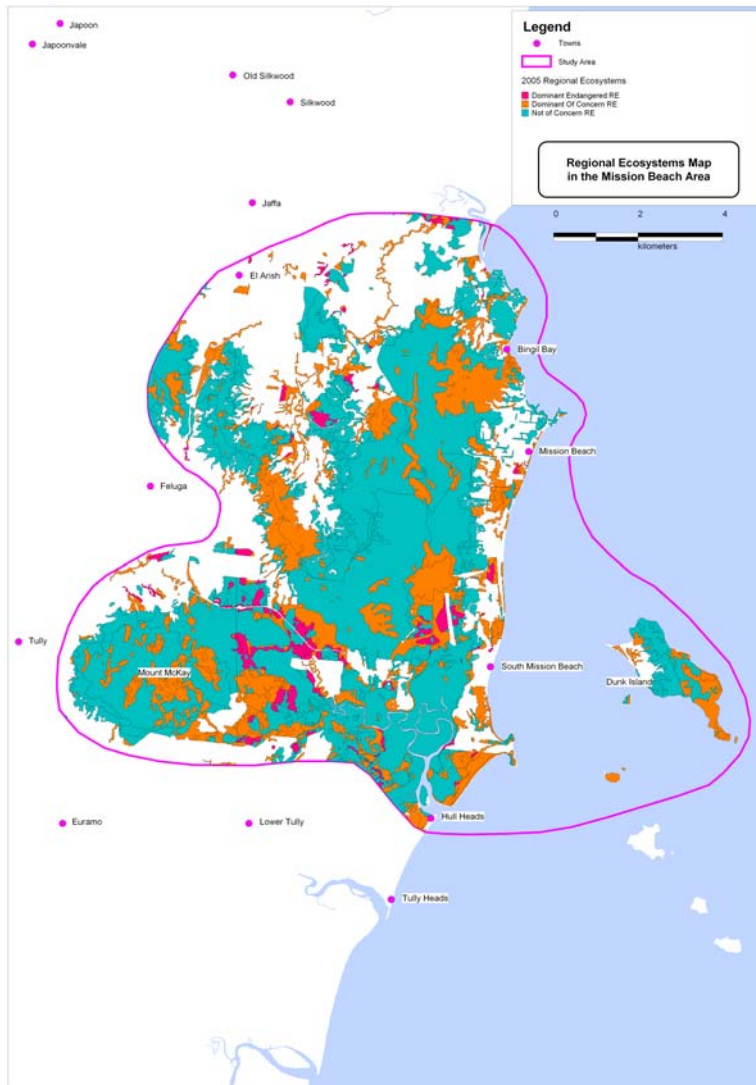 Japoon
Japoonvale
Old Silkwood
Silkwood
Legend
Towns
Study Area
2005 Regional Ecosystems
Dominant Endangered RE
Dominant Of Concern RE
Not of Concern RE
Regional Ecosystems Map
in the Mission Beach Area
0 2 4
kilometers
Jaffa
El Arish
Bingil Bay
Mission Beach
Feluga
Tully
South Mission Beach
Mount McKay
Dunk Island
Euramo
Lower Tully
Hull Heads
Tully Heads